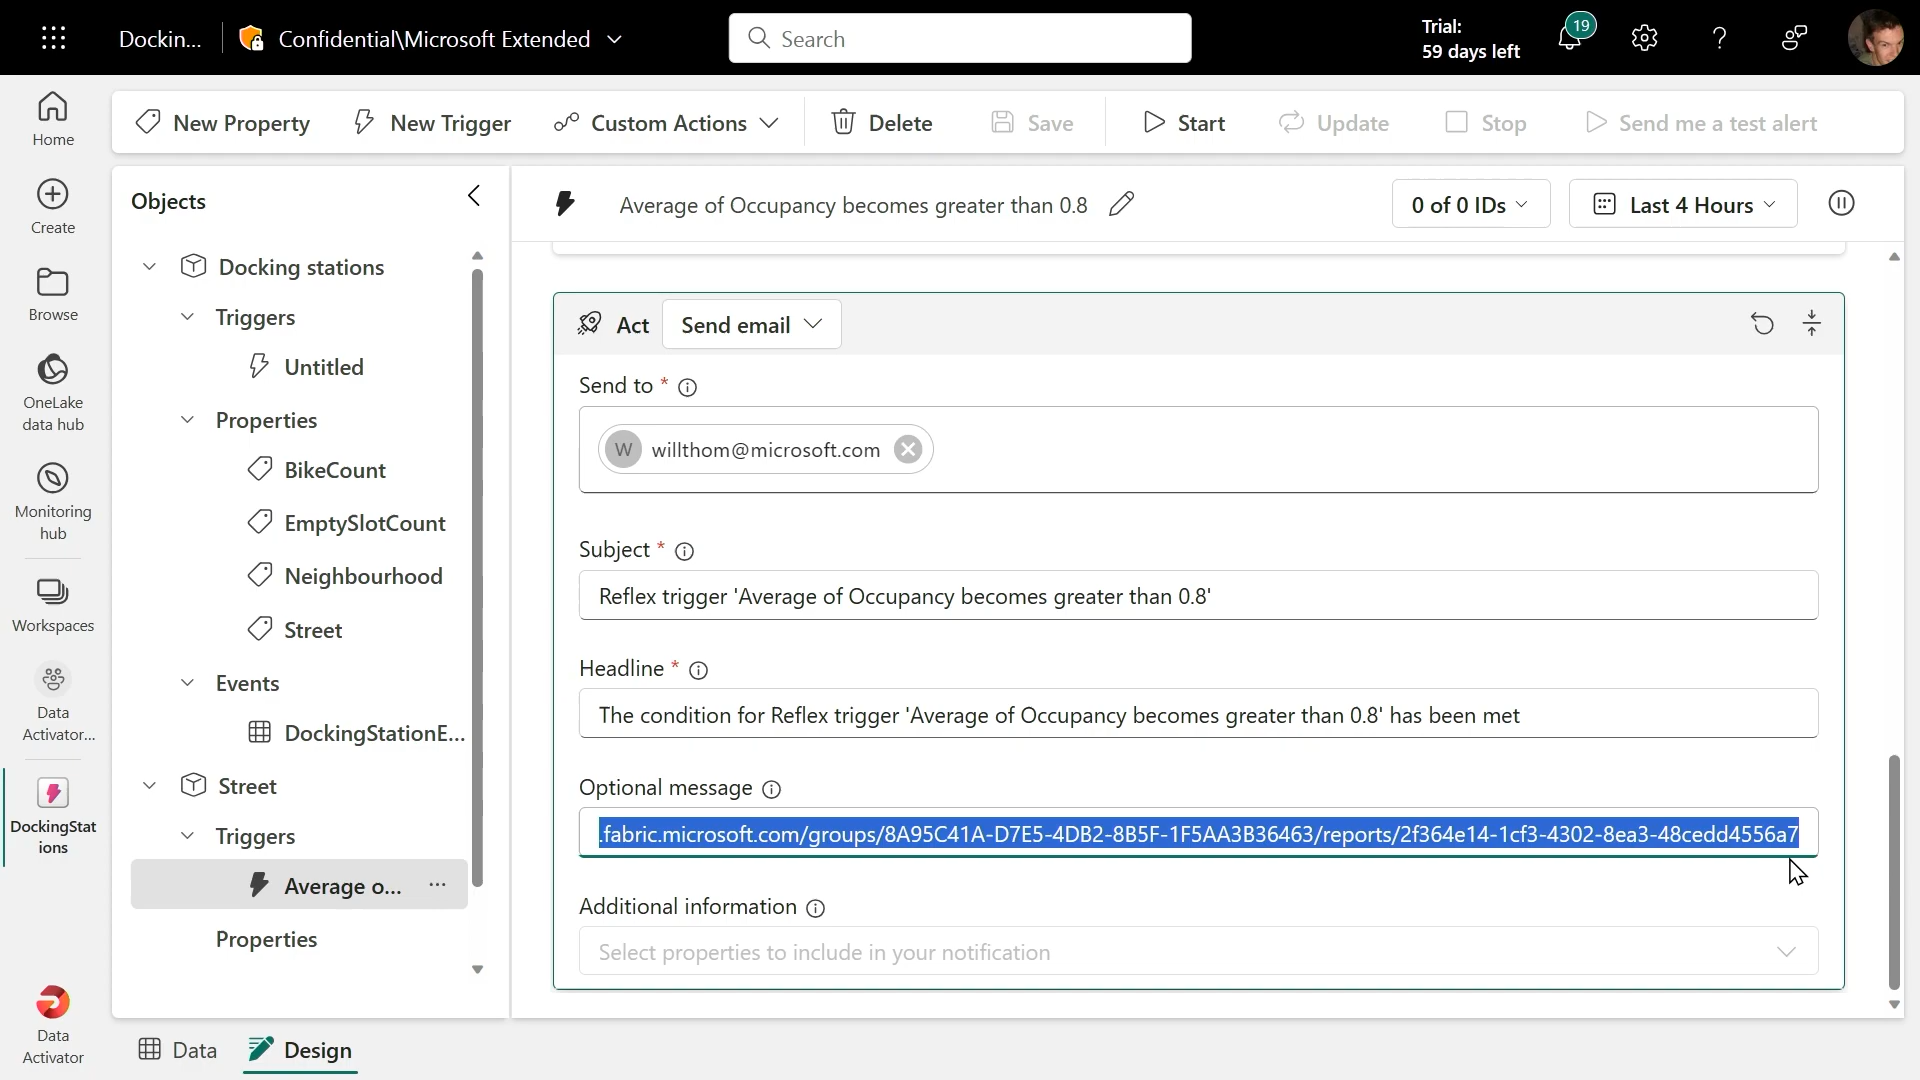 Dockin...
Confidential\Microsoft Extended
Search
Trial:
59 days left
19
Home
Create
Browse
OneLake
data hub
Monitoring
hub
Workspaces
Data
Activator...
DockingStat
ions
Data
Activator
New Property
New Trigger
Custom Actions
Delete
Save
Start
Update
Stop
Send me a test alert
Objects
Docking stations
Triggers
Untitled
Properties
BikeCount
EmptySlotCount
Neighbourhood
Street
Events
DockingStationE...
Street
Triggers
Average o...
Properties
Average of Occupancy becomes greater than 0.8
0 of 0 IDs
Last 4 Hours
Act
Send email
Send to *
W willthom@microsoft.com
Subject *
Reflex trigger 'Average of Occupancy becomes greater than 0.8'
Headline *
The condition for Reflex trigger 'Average of Occupancy becomes greater than 0.8' has been met
Optional message
.fabric.microsoft.com/groups/8A95C41A-D7E5-4DB2-8B5F-1F5AA3B36463/reports/2f364e14-1cf3-4302-8ea3-48cedd4556a7
Additional information
Select properties to include in your notification
Data
Design